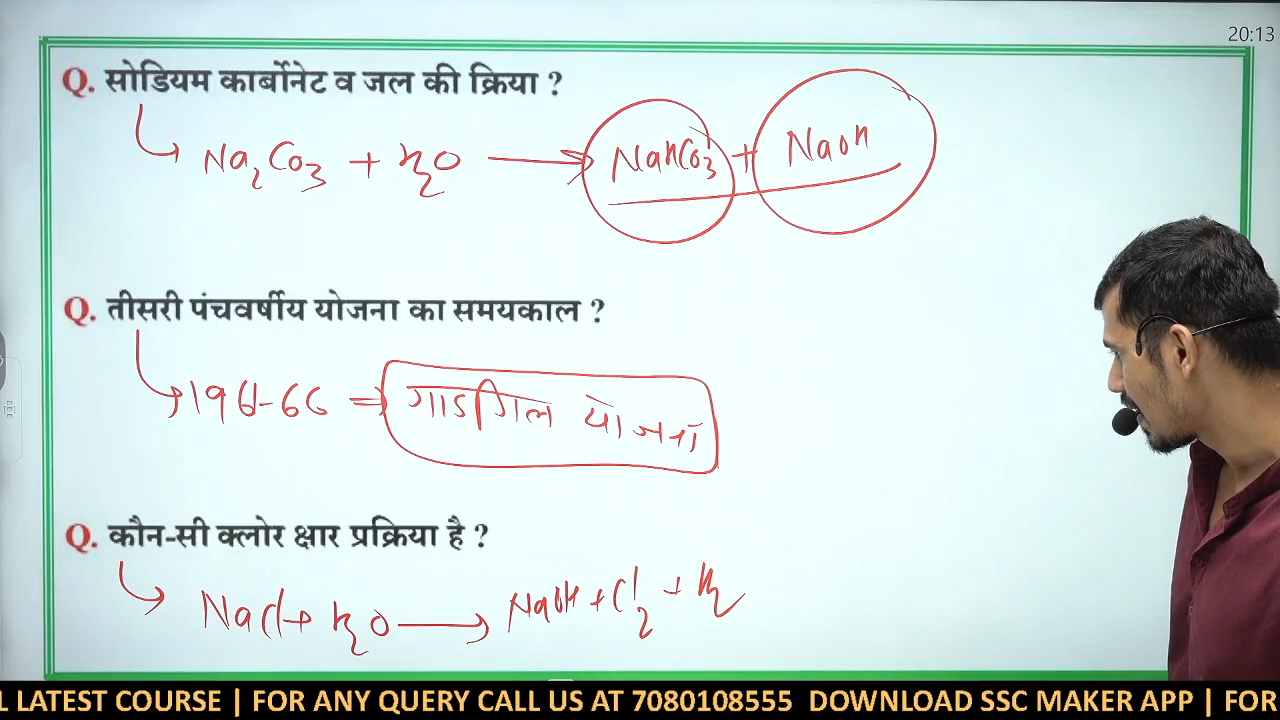 20:13
Q. सोडियम कार्बोनेट व जल की क्रिया ?
Na2Co3 + H2O → NaHCo3 + NaOH
Q. तीसरी पंचवर्षीय योजना का समयकाल ?
1961-66 ⇒ गाडगिल योजना
Q. कौन-सी क्लोर क्षार प्रक्रिया है ?
NaCl + H2O → NaOH + Cl2 + H2
L LATEST COURSE | FOR ANY QUERY CALL US AT 7080108555 DOWNLOAD SSC MAKER APP | FOR